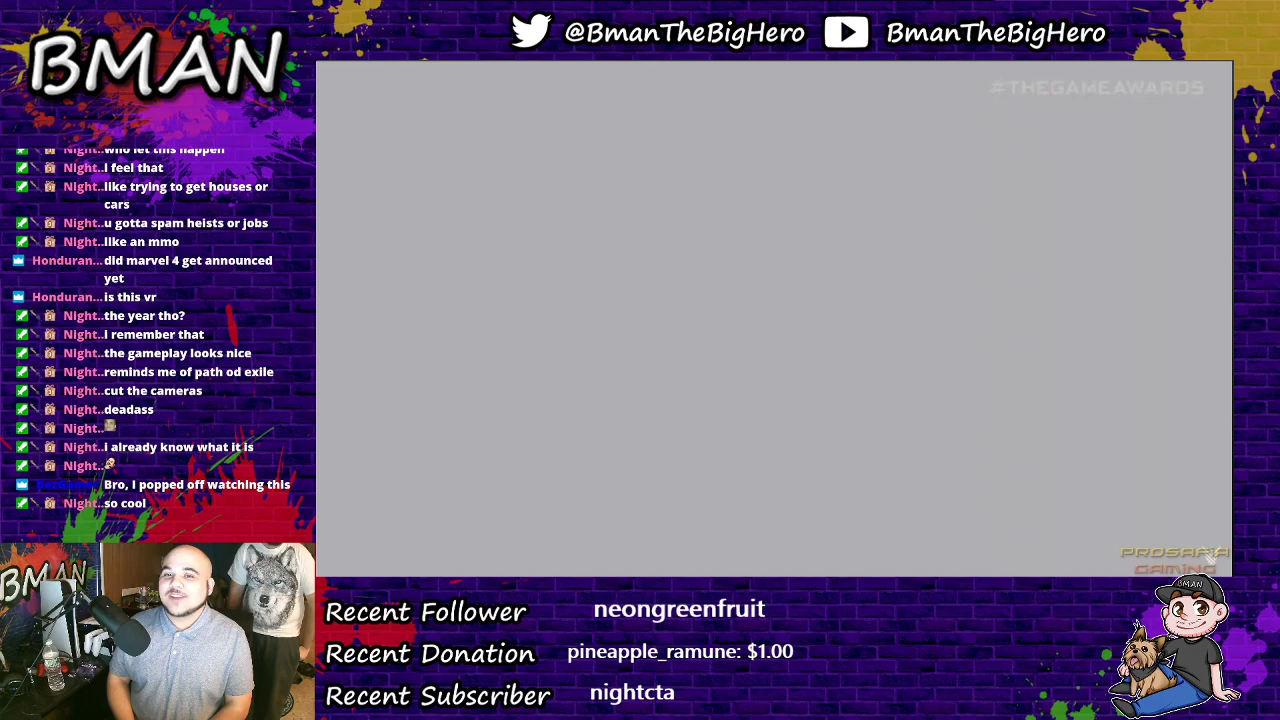 @BmanTheBigHero BmanTheBigHero
BMAN
#THEGAMEAWARDS
Night..who let this happen
Night..i feel that
Night..like trying to get houses or
cars
Night..u gotta spam heists or jobs
Night..like an mmo
Honduran...did marvel 4 get announced
yet
Honduran...is this vr
Night..the year tho?
Night..i remember that
Night..the gameplay looks nice
Night..reminds me of path od exile
Night..cut the cameras
Night..deadass
Night..
Night..i already know what it is
Night..
Bro, I popped off watching this
Night..so cool
PROSAFIA
GAMING
BMAN
BMAN
Recent Follower neongreenfruit
Recent Donation pineapple_ramune: $1.00
Recent Subscriber nightcta